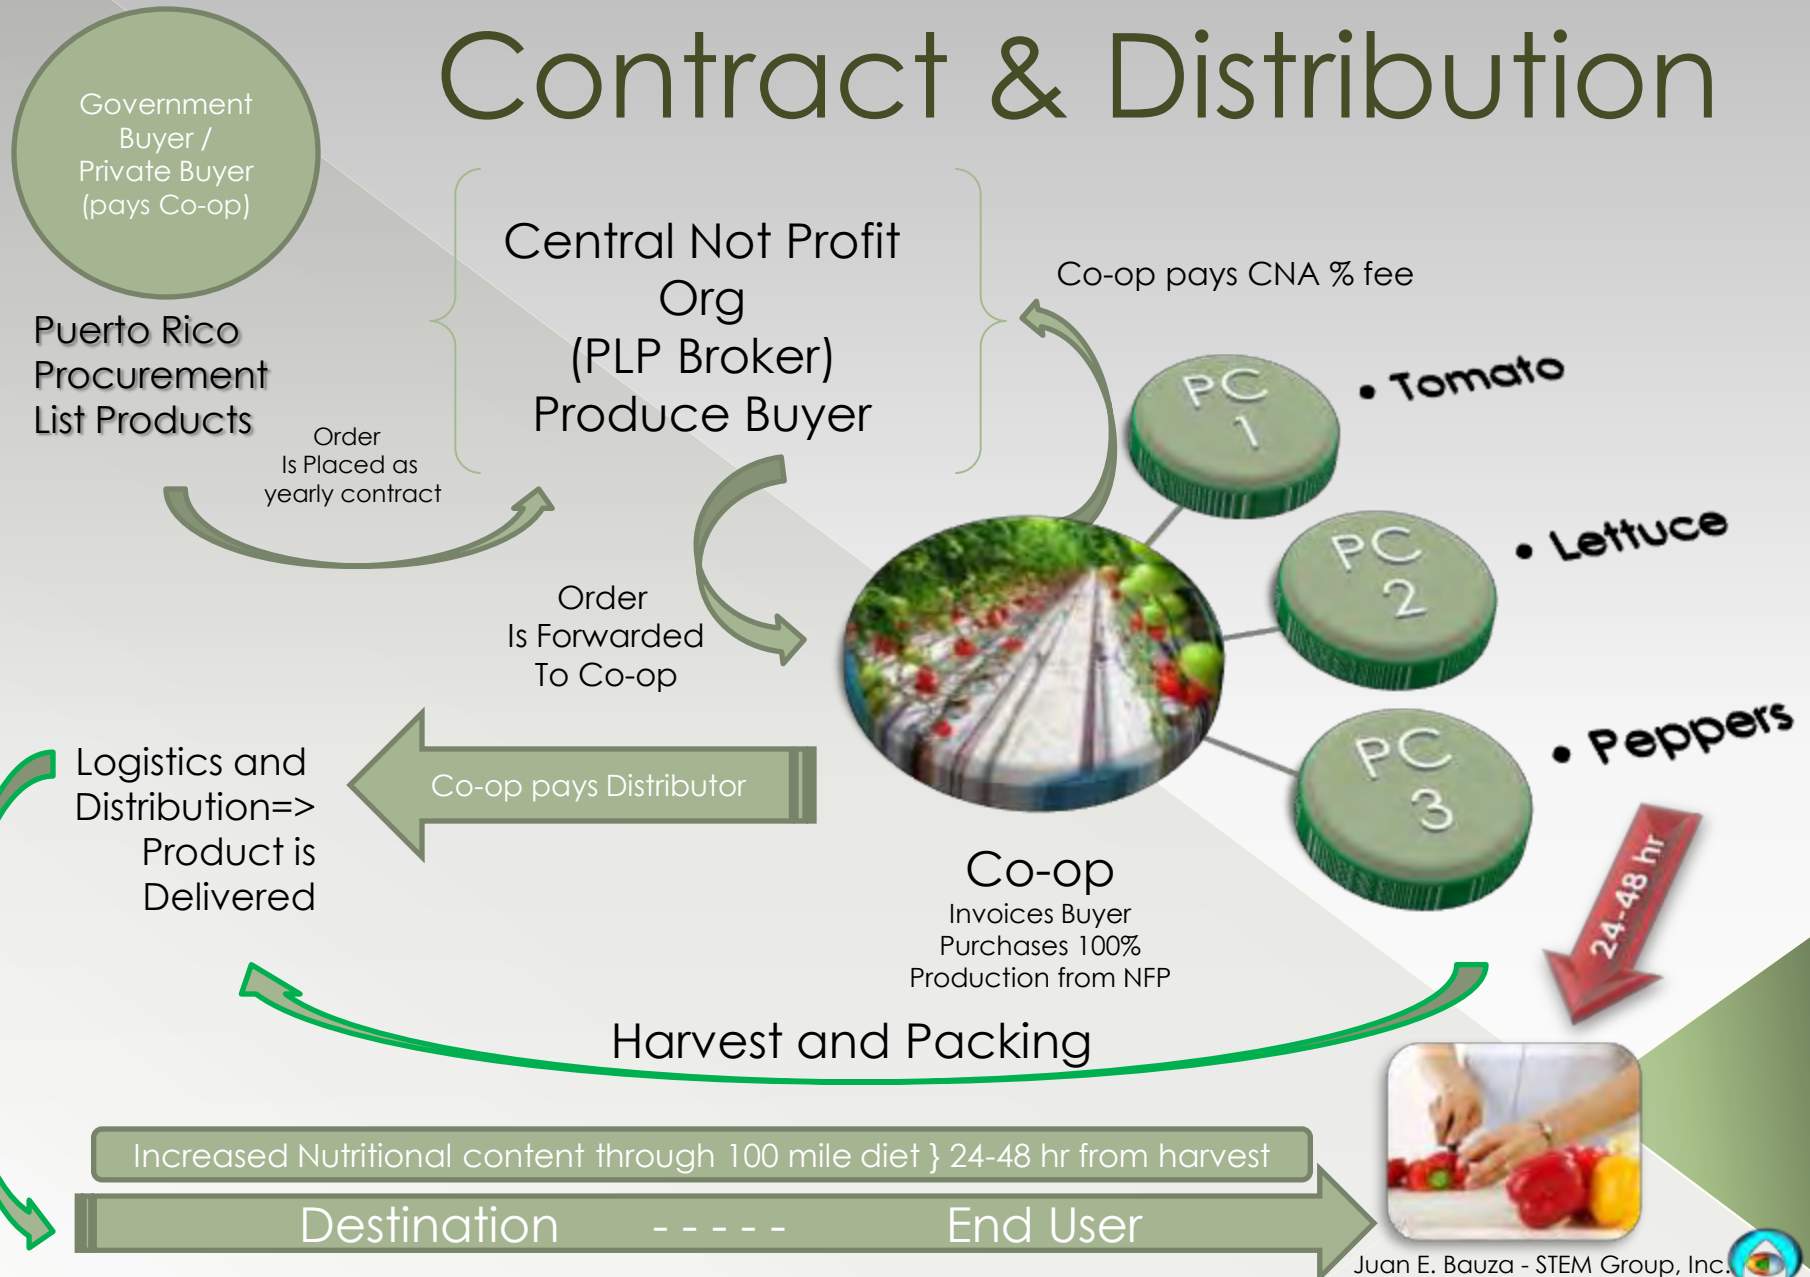 Contract & Distribution
Government
Buyer /
Private Buyer
(pays Co-op)
Puerto Rico
Procurement
List Products
Order
Is Placed as
yearly contract
Central Not Profit
Org
(PLP Broker)
Produce Buyer
Co-op pays CNA % fee
PC
1
• Tomato
PC
2
• Lettuce
PC
3
• Peppers
Order
Is Forwarded
To Co-op
Co-op pays Distributor
Logistics and
Distribution=>
Product is
Delivered
Co-op
Invoices Buyer
Purchases 100%
Production from NFP
24-48 hr
Harvest and Packing
Increased Nutritional content through 100 mile diet } 24-48 hr from harvest
Destination - - - - - End User
Juan E. Bauza - STEM Group, Inc.